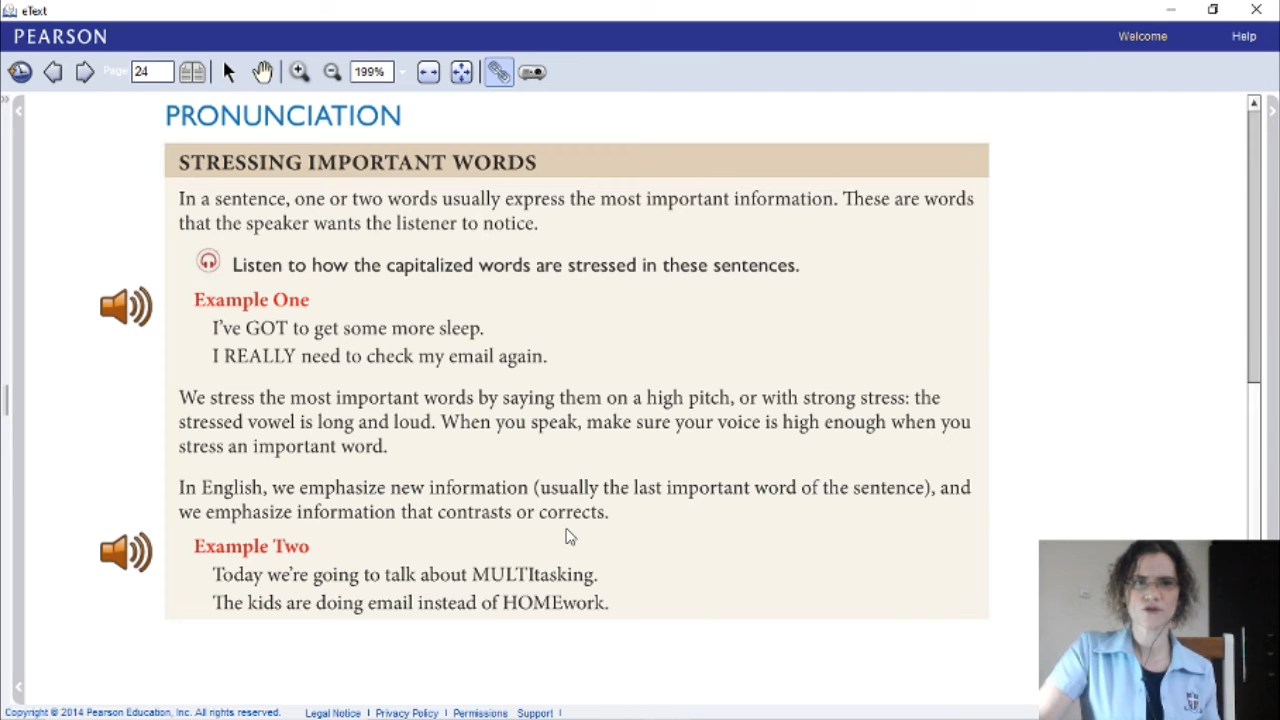 eText
PEARSON
Welcome Help
Page 24 199%
PRONUNCIATION
STRESSING IMPORTANT WORDS
In a sentence, one or two words usually express the most important information. These are words
that the speaker wants the listener to notice.
Listen to how the capitalized words are stressed in these sentences.
Example One
I've GOT to get some more sleep.
I REALLY need to check my email again.
We stress the most important words by saying them on a high pitch, or with strong stress: the
stressed vowel is long and loud. When you speak, make sure your voice is high enough when you
stress an important word.
In English, we emphasize new information (usually the last important word of the sentence), and
we emphasize information that contrasts or corrects.
Example Two
Today we're going to talk about MULTItasking.
The kids are doing email instead of HOMEwork.
Copyright © 2014 Pearson Education, Inc. All rights reserved. Legal Notice | Privacy Policy | Permissions Support |